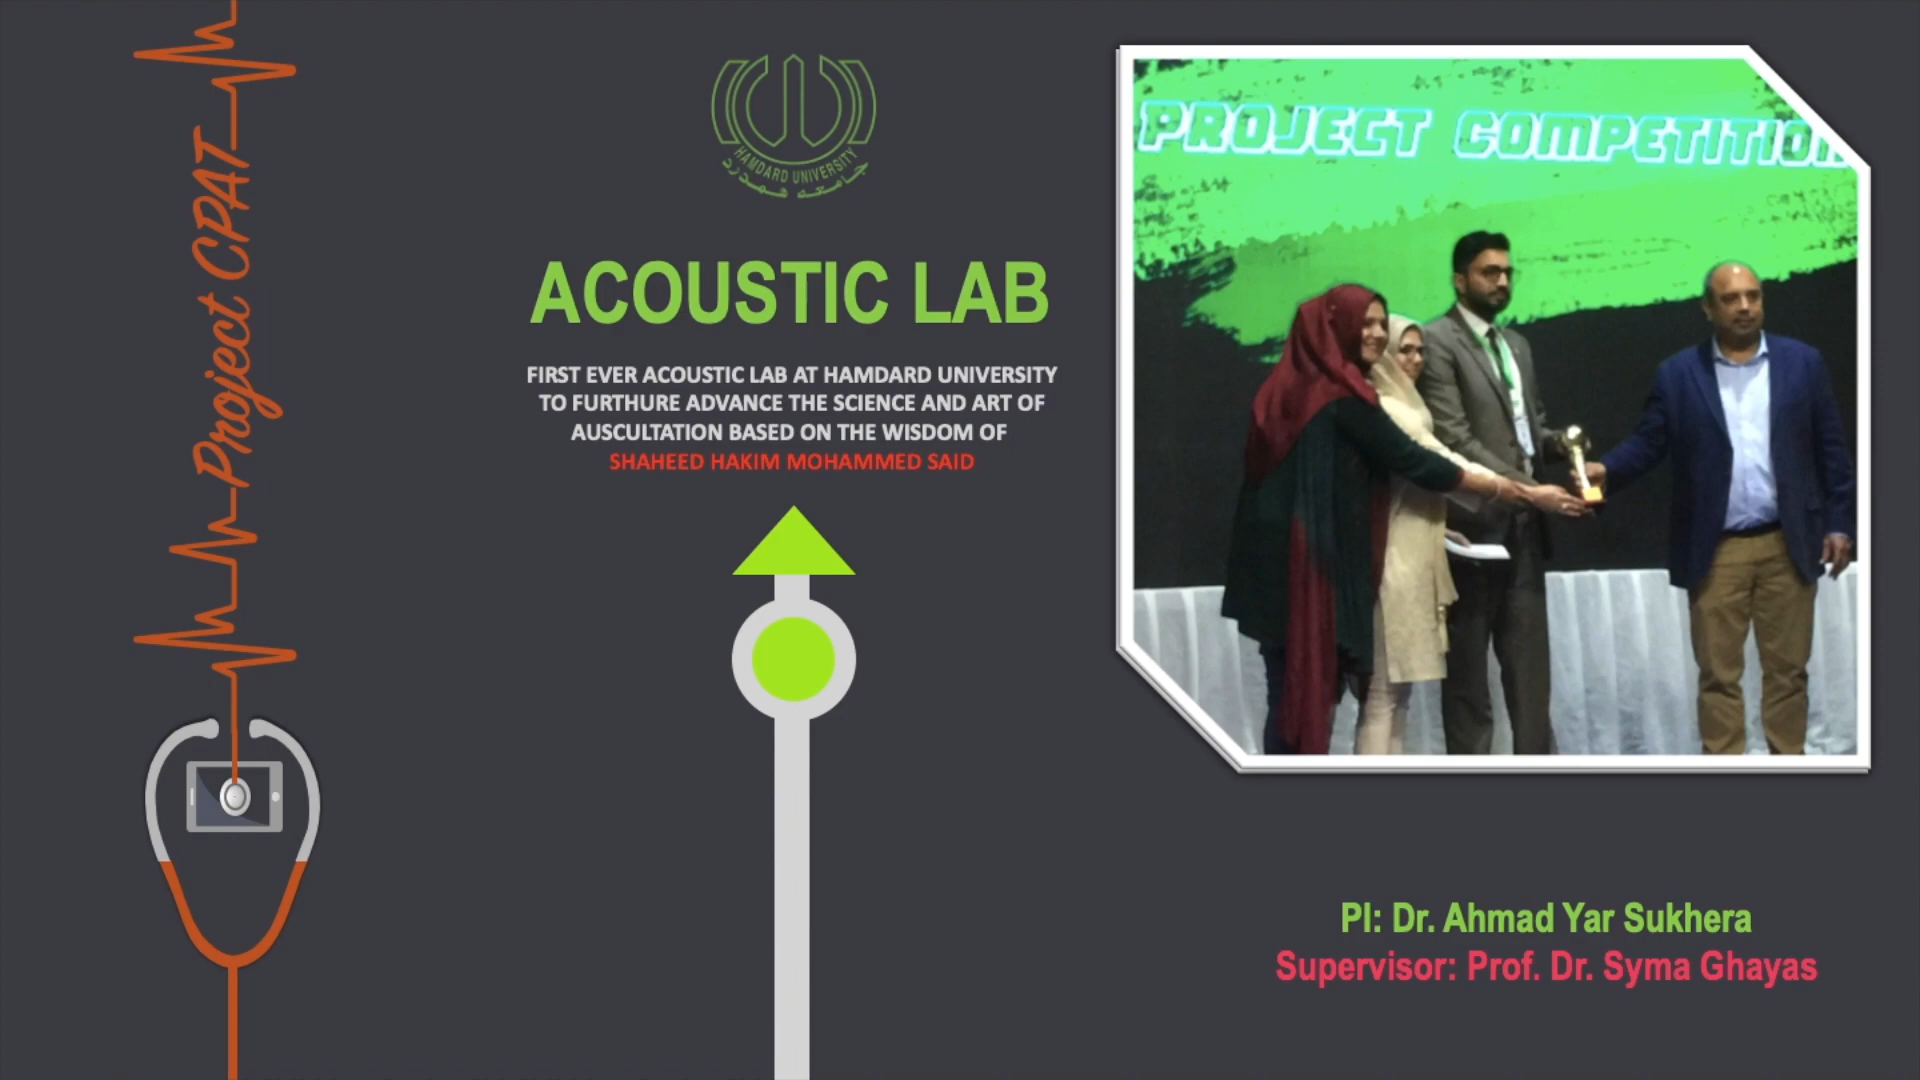 Project CPAT
HAMDARD UNIVERSITY
جامعه همدرد
ACOUSTIC LAB
FIRST EVER ACOUSTIC LAB AT HAMDARD UNIVERSITY
TO FURTHURE ADVANCE THE SCIENCE AND ART OF
AUSCULTATION BASED ON THE WISDOM OF
SHAHEED HAKIM MOHAMMED SAID
PROJECT COMPETITION
PI: Dr. Ahmad Yar Sukhera
Supervisor: Prof. Dr. Syma Ghayas